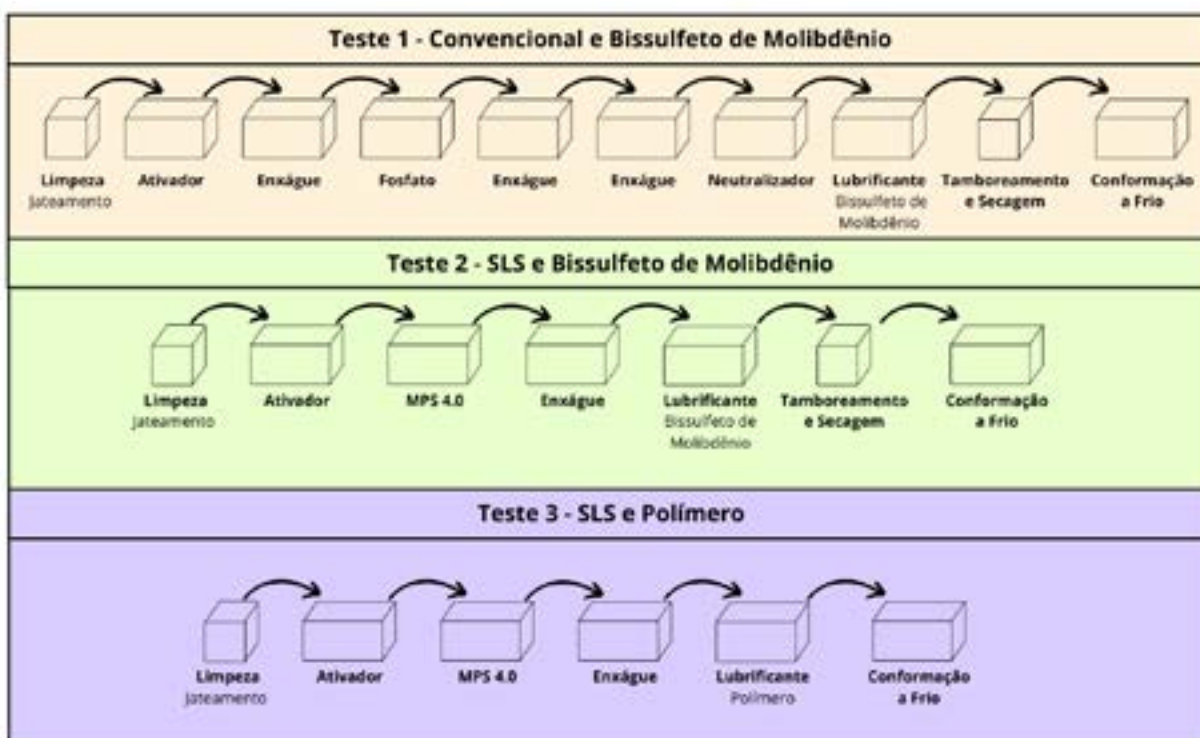 Teste 1 - Convencional e Bissulfeto de Molibdênio
Limpeza
Jateamento
Ativador
Enxágue
Fosfato
Enxágue
Enxágue
Neutralizador
Lubrificante
Bissulfeto de
Molibdênio
Tamboreamento
e Secagem
Conformação
a Frio
Teste 2 - SLS e Bissulfeto de Molibdênio
Limpeza
Jateamento
Ativador
MPS 4.0
Enxágue
Lubrificante
Bissulfeto de
Molibdênio
Tamboreamento
e Secagem
Conformação
a Frio
Teste 3 - SLS e Polímero
Limpeza
Jateamento
Ativador
MPS 4.0
Enxágue
Lubrificante
Polímero
Conformação
a Frio